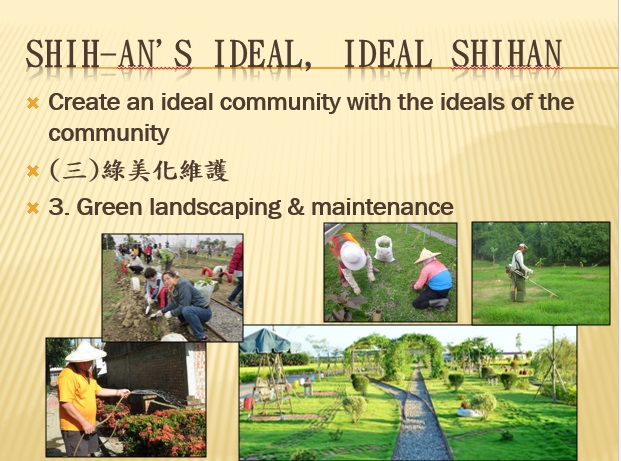 SHIH-AN'S IDEAL, IDEAL SHIHAN
Create an ideal community with the ideals of the
community
(三)綠美化維護
3. Green landscaping & maintenance